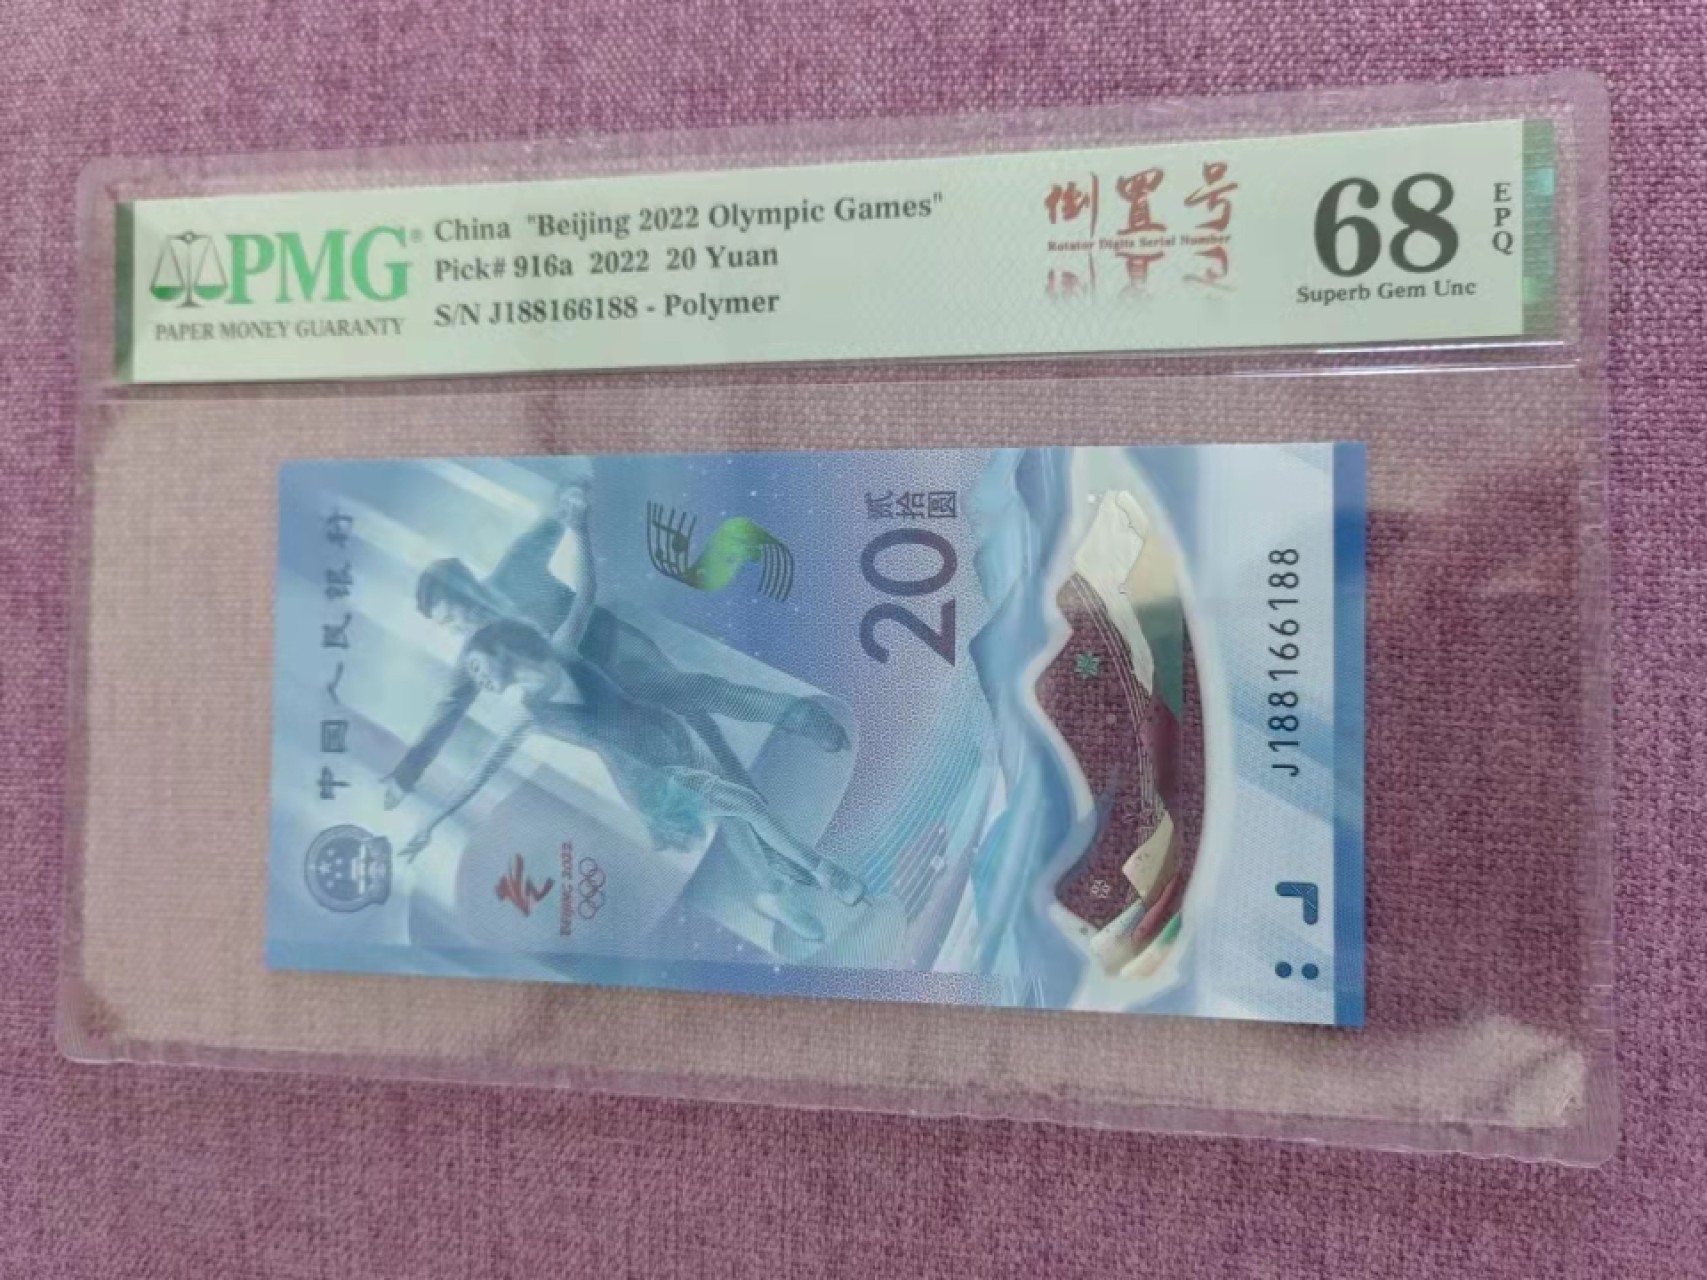 PMG®
PAPER MONEY GUARANTY
China "Beijing 2022 Olympic Games"
Pick# 916a 2022 20 Yuan
S/N J188166188 - Polymer
倒置号
Rotator Digits Serial Number
68
EPQ
Superb Gem Unc
中国人民银行
BEIJING 2022
贰拾圆
20
J188166188